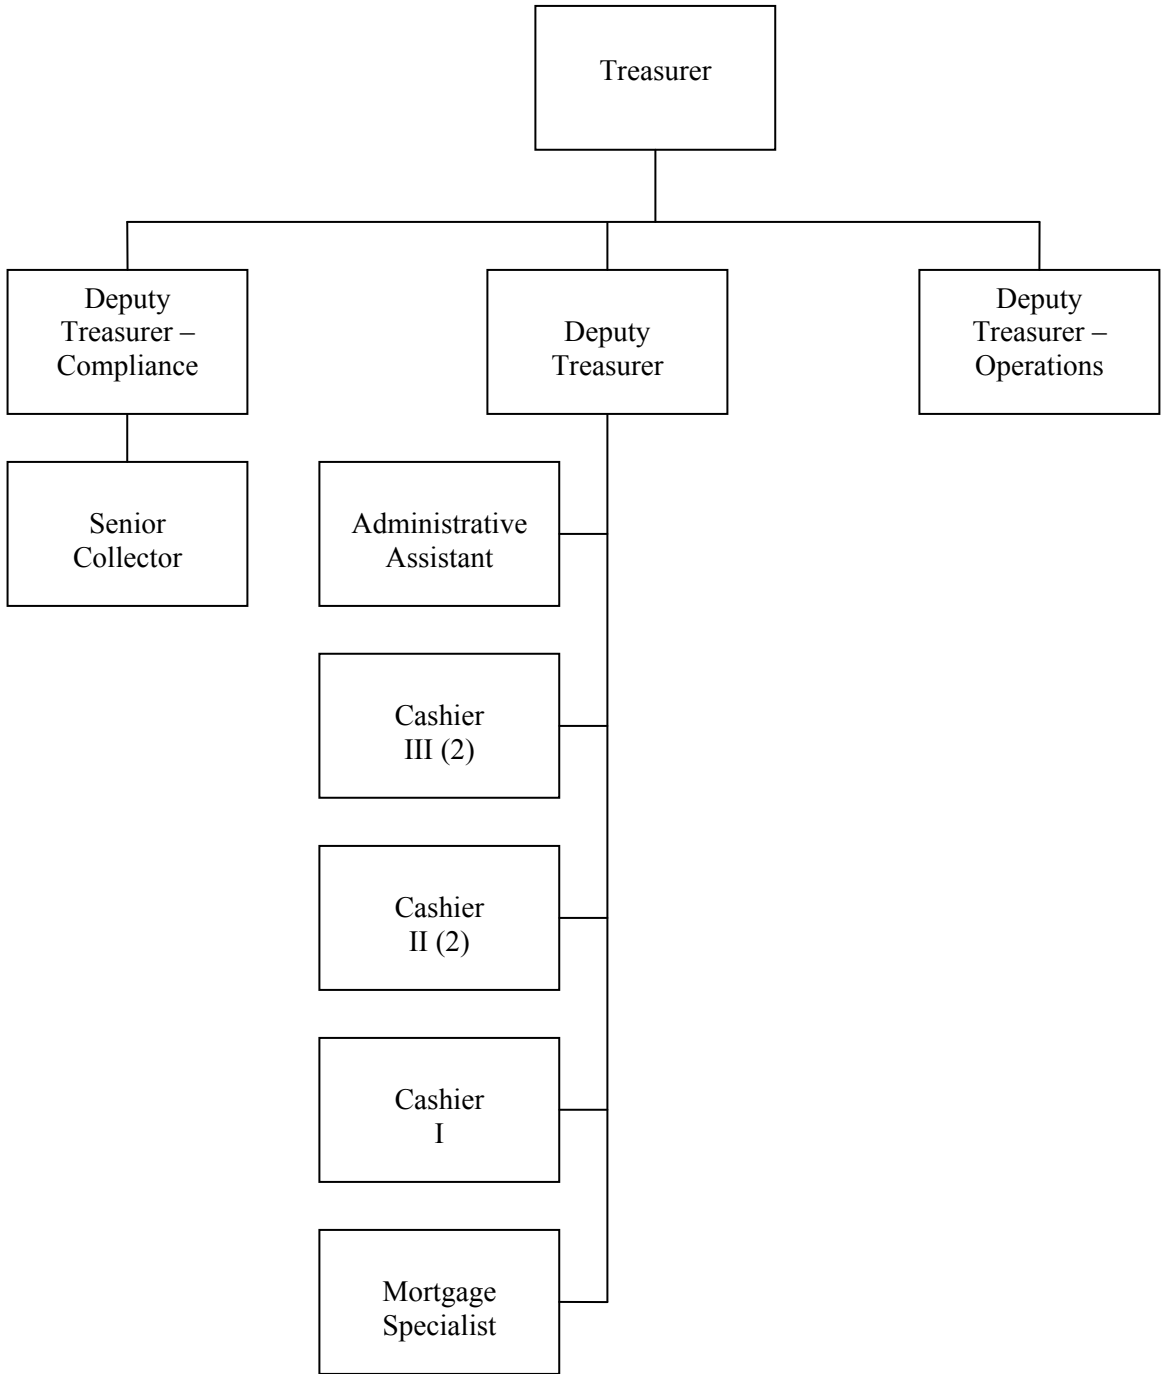 Treasurer
Deputy
Treasurer –
Compliance
Deputy
Treasurer
Deputy
Treasurer –
Operations
Senior
Collector
Administrative
Assistant
Cashier
III (2)
Cashier
II (2)
Cashier
I
Mortgage
Specialist